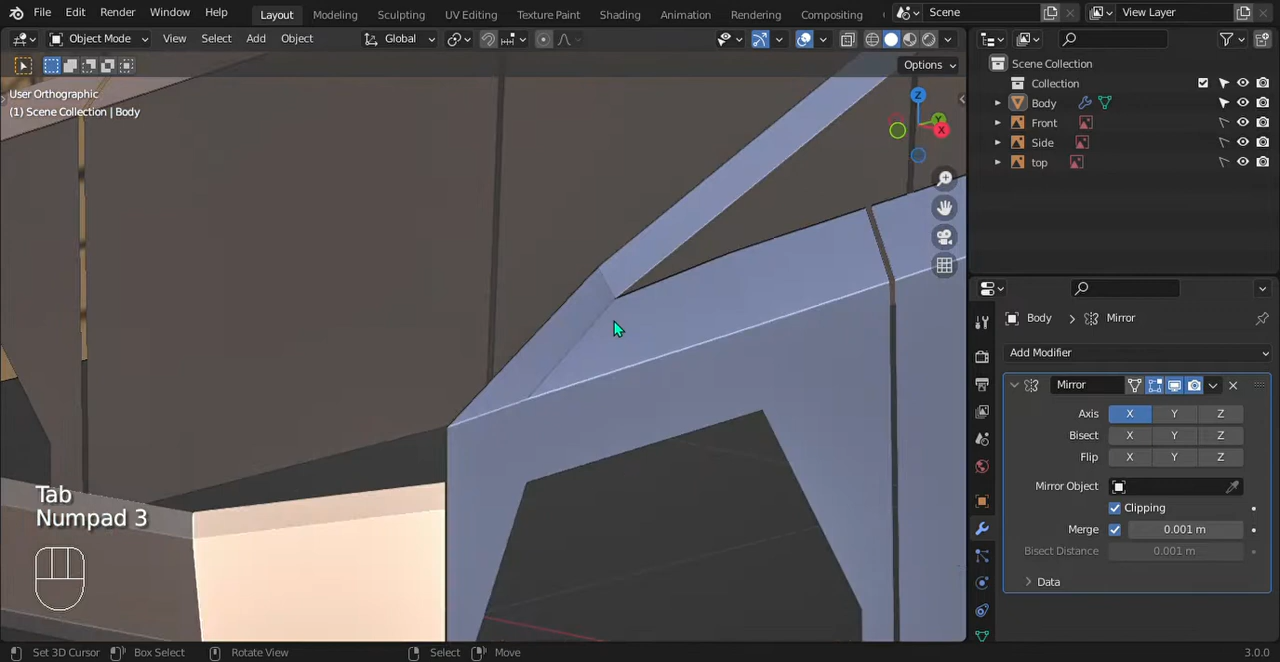 File Edit Render Window Help Layout Modeling Sculpting UV Editing Texture Paint Shading Animation Rendering Compositing Scene View Layer
Object Mode View Select Add Object Global
Options
User Orthographic
(1) Scene Collection | Body
Z
Y
X
Tab
Numpad 3
Scene Collection
Collection
Body
Front
Side
top
Body Mirror
Add Modifier
Mirror
Axis X Y Z
Bisect X Y Z
Flip X Y Z
Mirror Object
Clipping
Merge 0.001 m
Bisect Distance 0.001 m
Data
Set 3D Cursor Box Select Rotate View Select Move 3.0.0